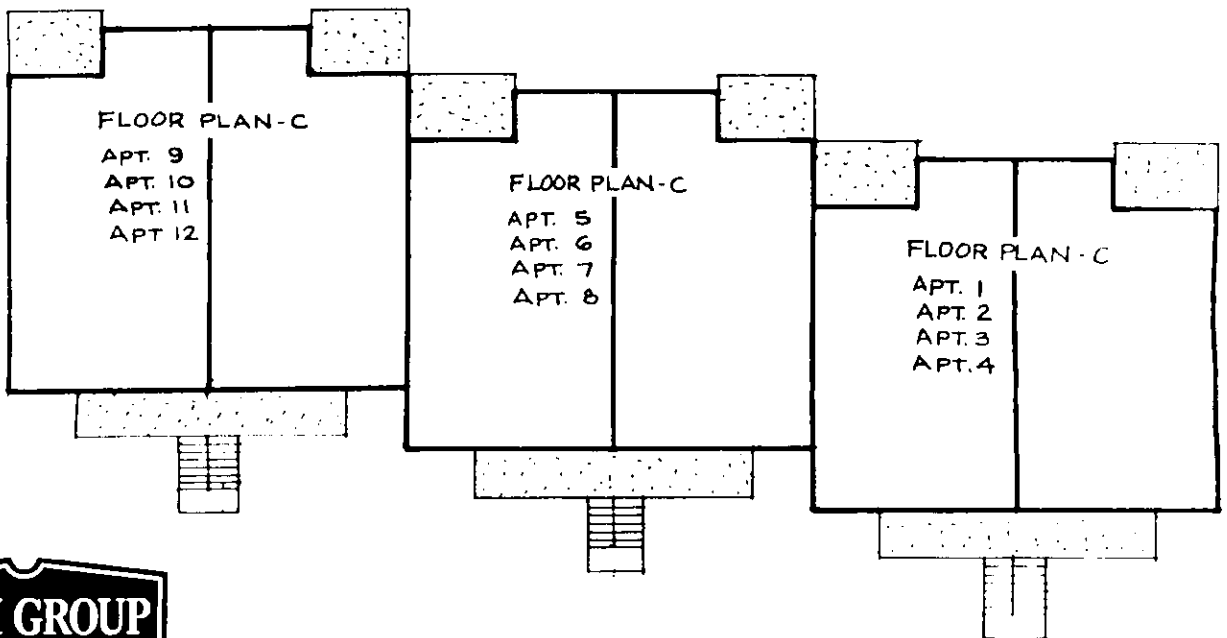 FLOOR PLAN-C
APT. 9
APT. 10
APT. 11
APT 12
FLOOR PLAN-C
APT. 5
APT. 6
APT. 7
APT. 8
FLOOR PLAN-C
APT. 1
APT. 2
APT. 3
APT. 4
GROUP